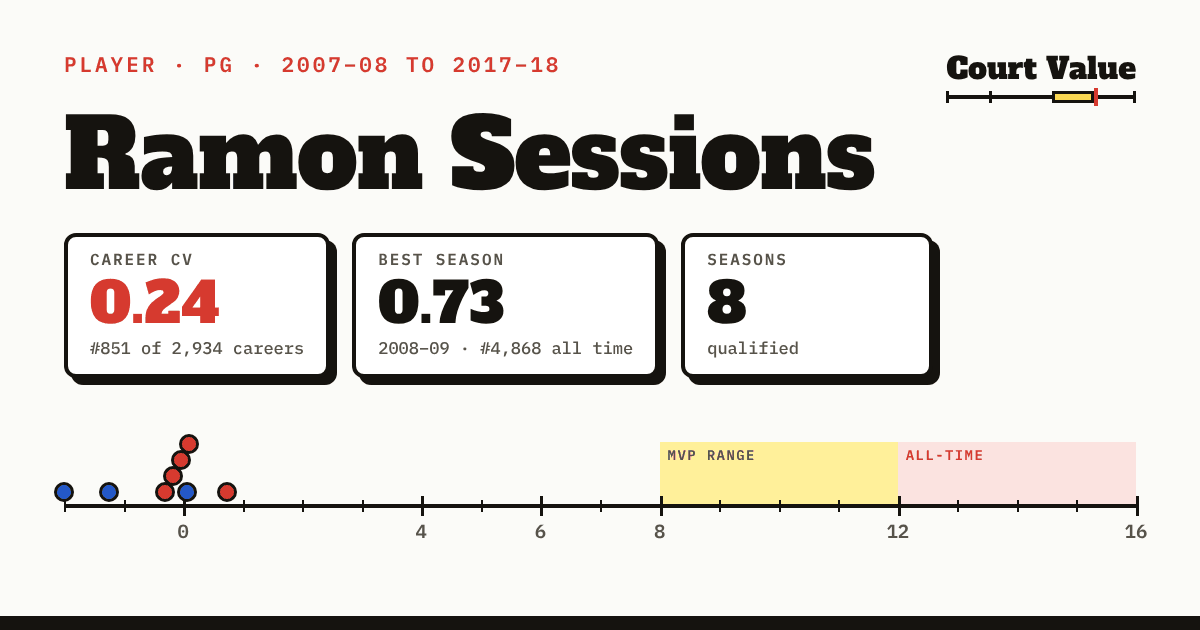 PLAYER · PG · 2007–08 TO 2017–18
Court Value
Ramon Sessions
CAREER CV
0.24
#851 of 2,934 careers
BEST SEASON
0.73
2008–09 · #4,868 all time
SEASONS
8
qualified
MVP RANGE
ALL-TIME
0
4
6
8
12
16